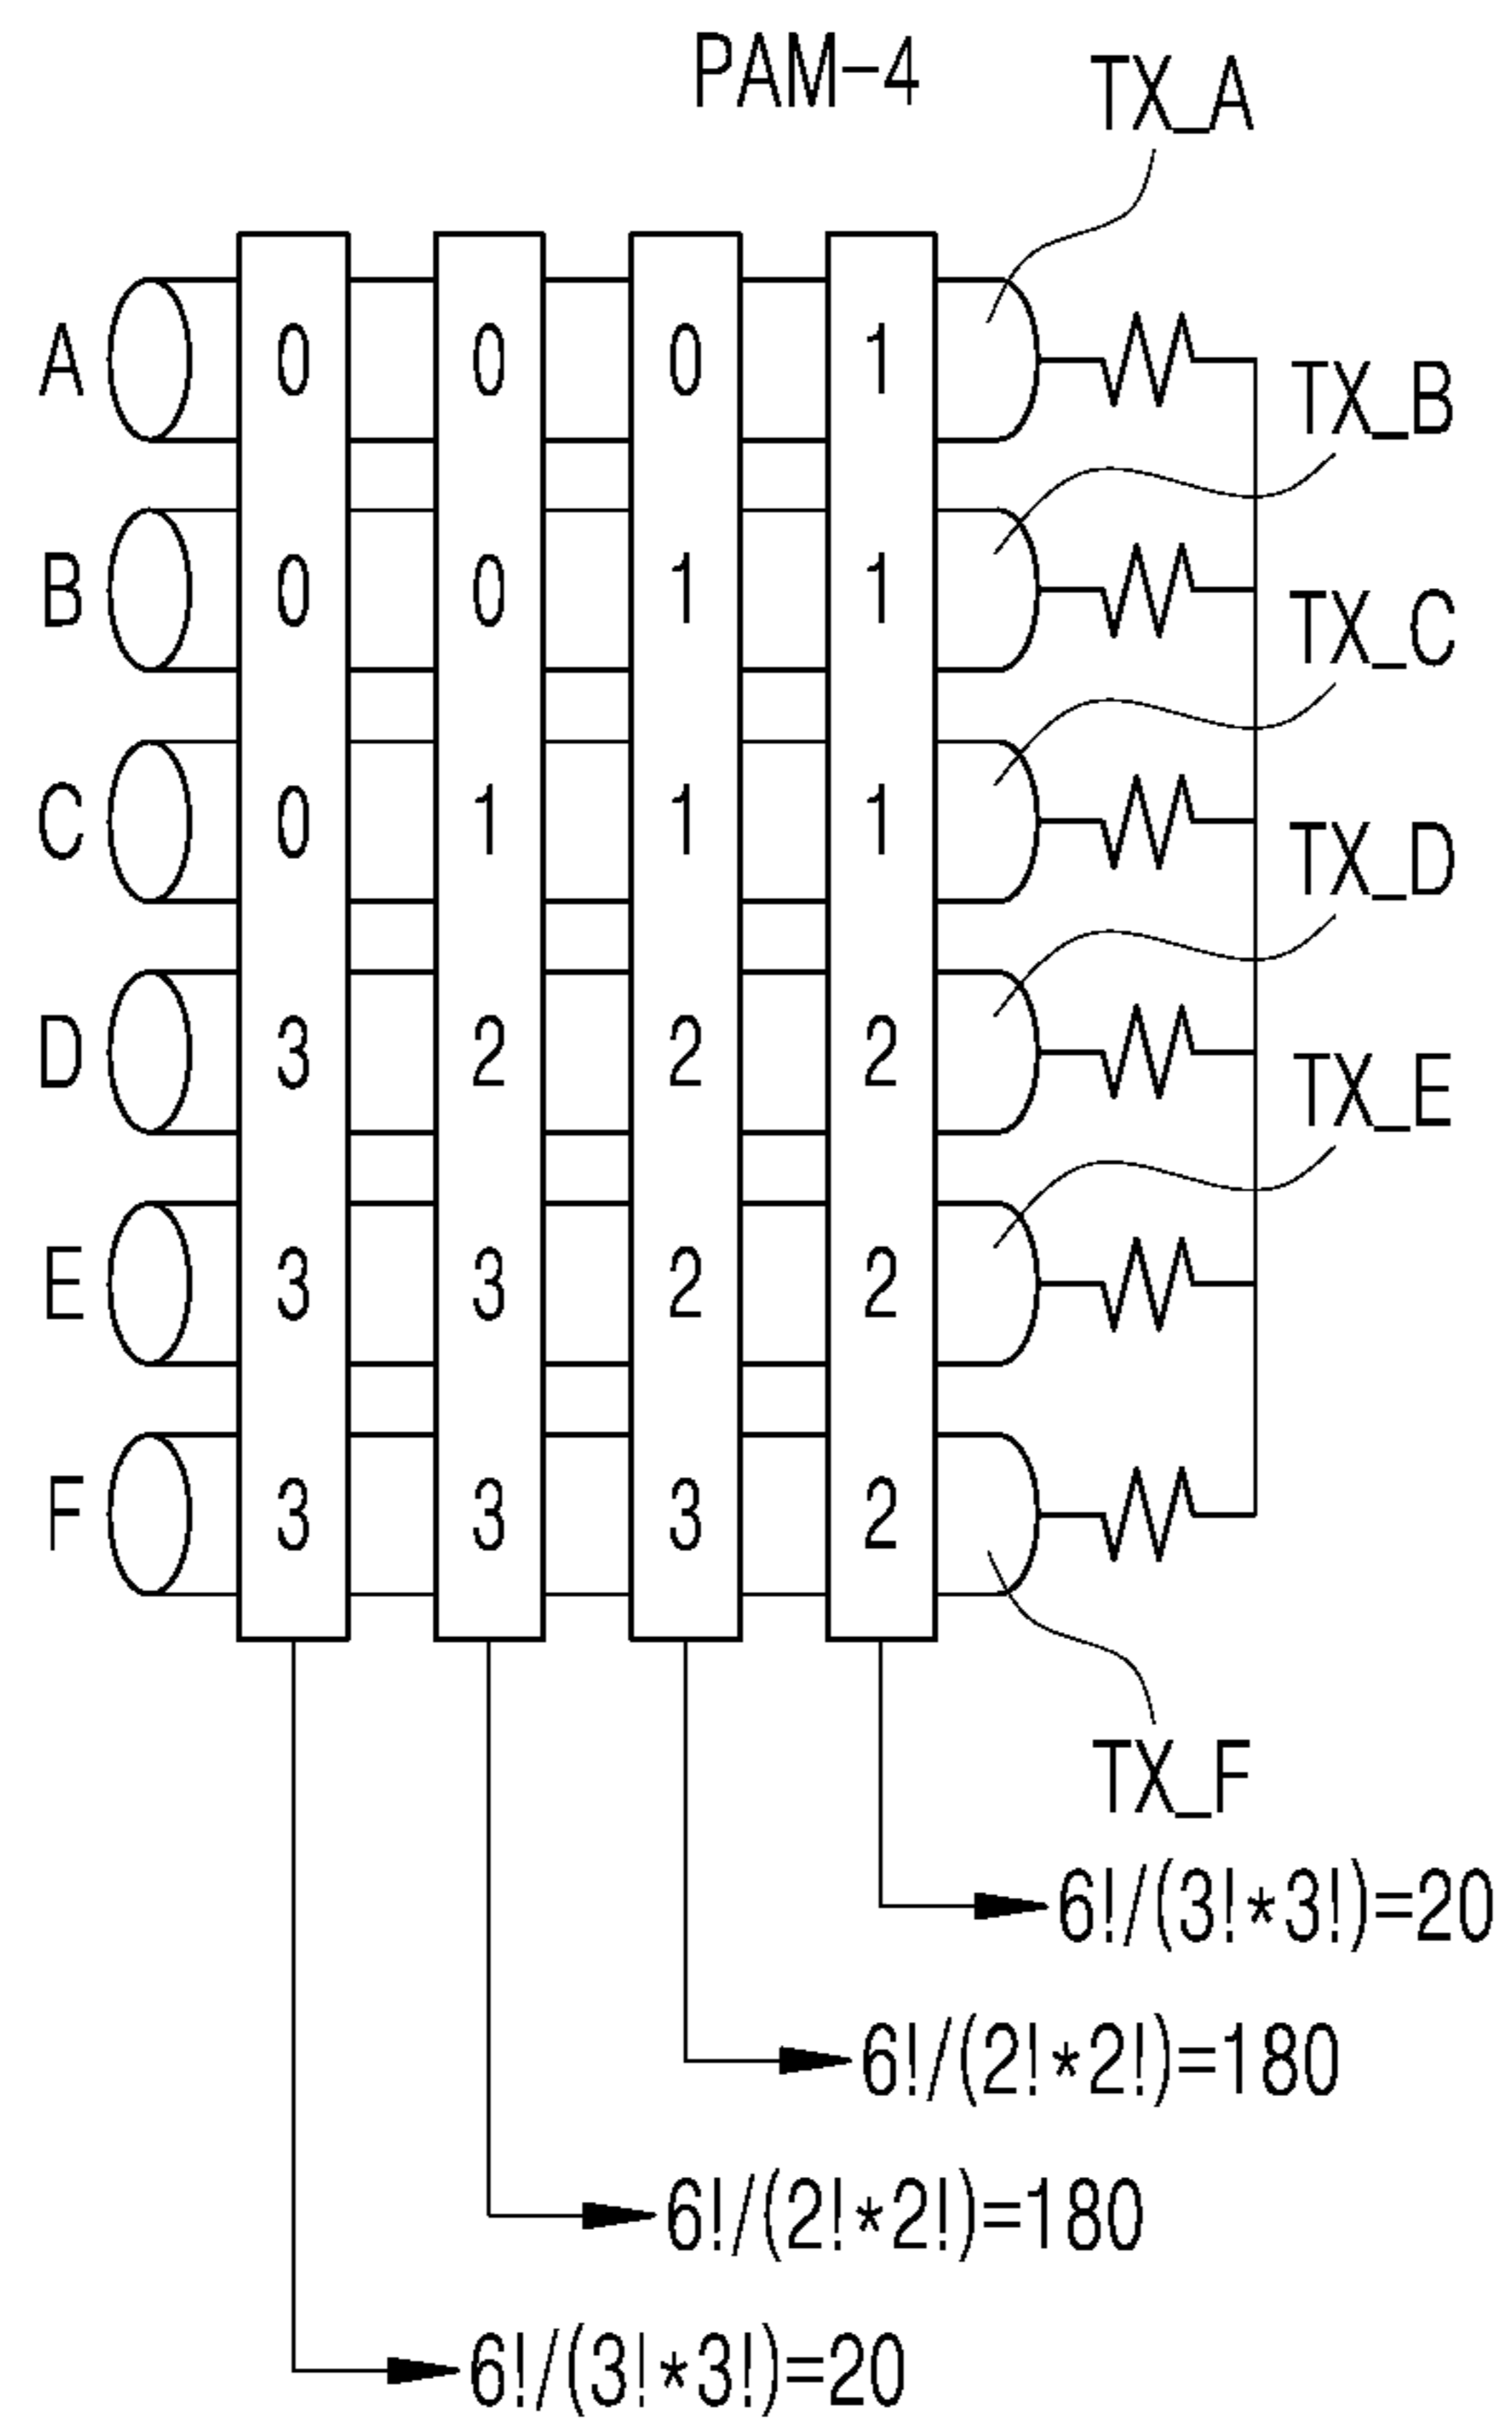 PAM-4
TX_A
A 0 0 0 1
TX_B
B 0 0 1 1
TX_C
C 0 1 1 1
TX_D
D 3 2 2 2
TX_E
E 3 3 2 2
F 3 3 3 2
TX_F
6!/(3!*3!)=20
6!/(2!*2!)=180
6!/(2!*2!)=180
6!/(3!*3!)=20